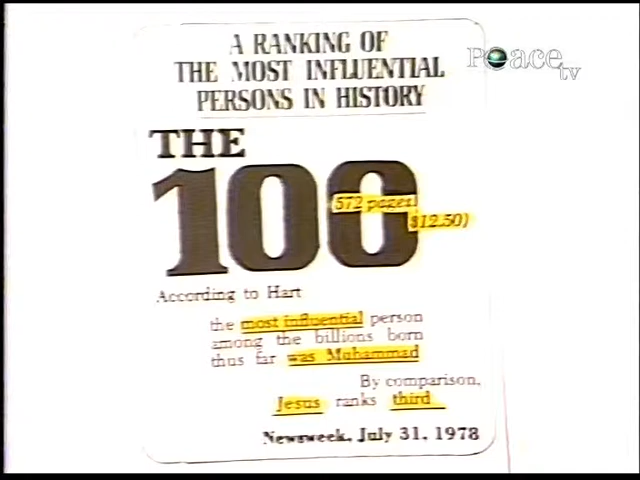 Peace tv
A RANKING OF
THE MOST INFLUENTIAL
PERSONS IN HISTORY
THE
100
572 pages.
$12.50)
According to Hart
the most influential person
among the billions born
thus far was Muhammad
By comparison,
Jesus ranks third
Newsweek, July 31, 1978